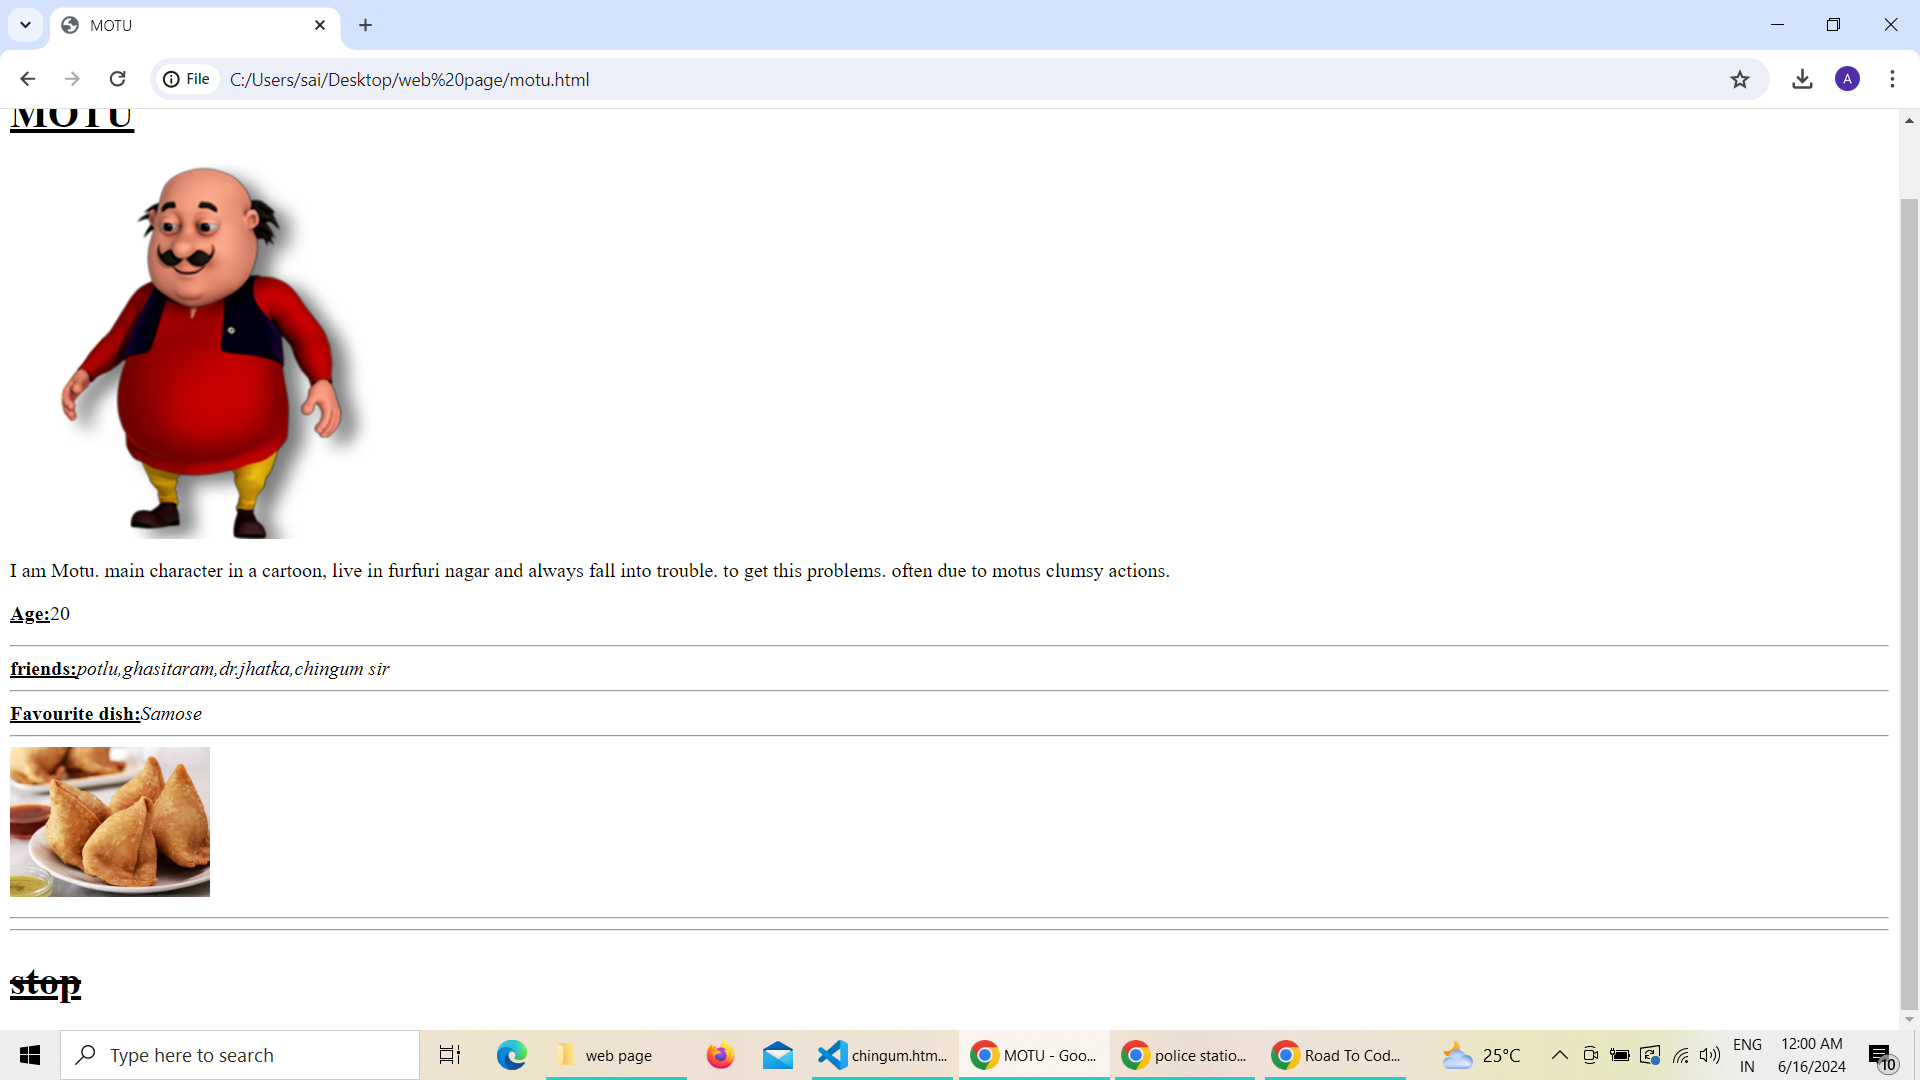 MOTU
File
C:/Users/sai/Desktop/web%20page/motu.html
A
MOTU
I am Motu. main character in a cartoon, live in furfuri nagar and always fall into trouble. to get this problems. often due to motus clumsy actions.
Age:20
friends:potlu,ghasitaram,dr.jhatka,chingum sir
Favourite dish:Samose
stop
Type here to search
web page
chingum.htm...
MOTU - Goo...
police statio...
Road To Cod...
25°C
ENG
IN
12:00 AM
6/16/2024
10